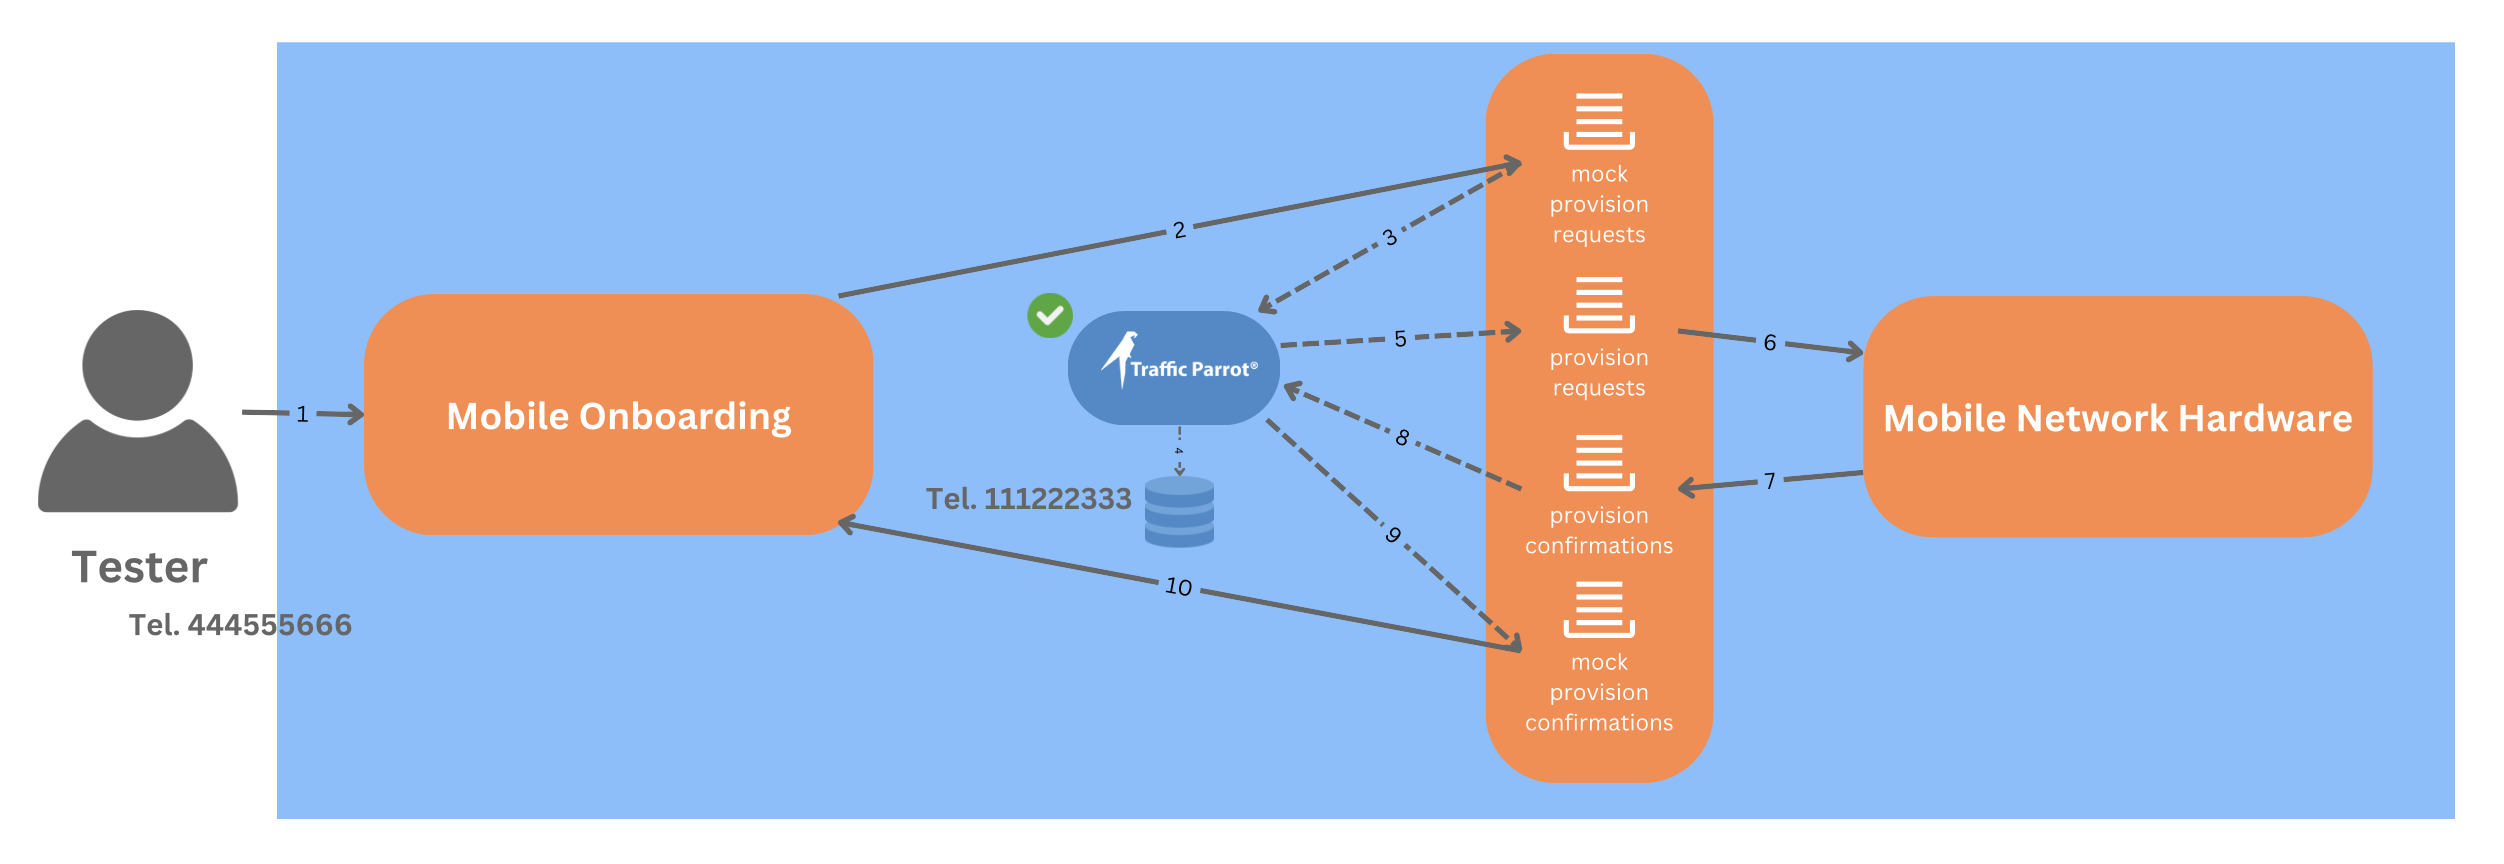 Tester
Tel. 444555666
1
Mobile Onboarding
2
3
Traffic Parrot®
4
Tel. 111222333
5
6
7
8
9
10
mock
provision
requests
provision
requests
provision
confirmations
mock
provision
confirmations
Mobile Network Hardware